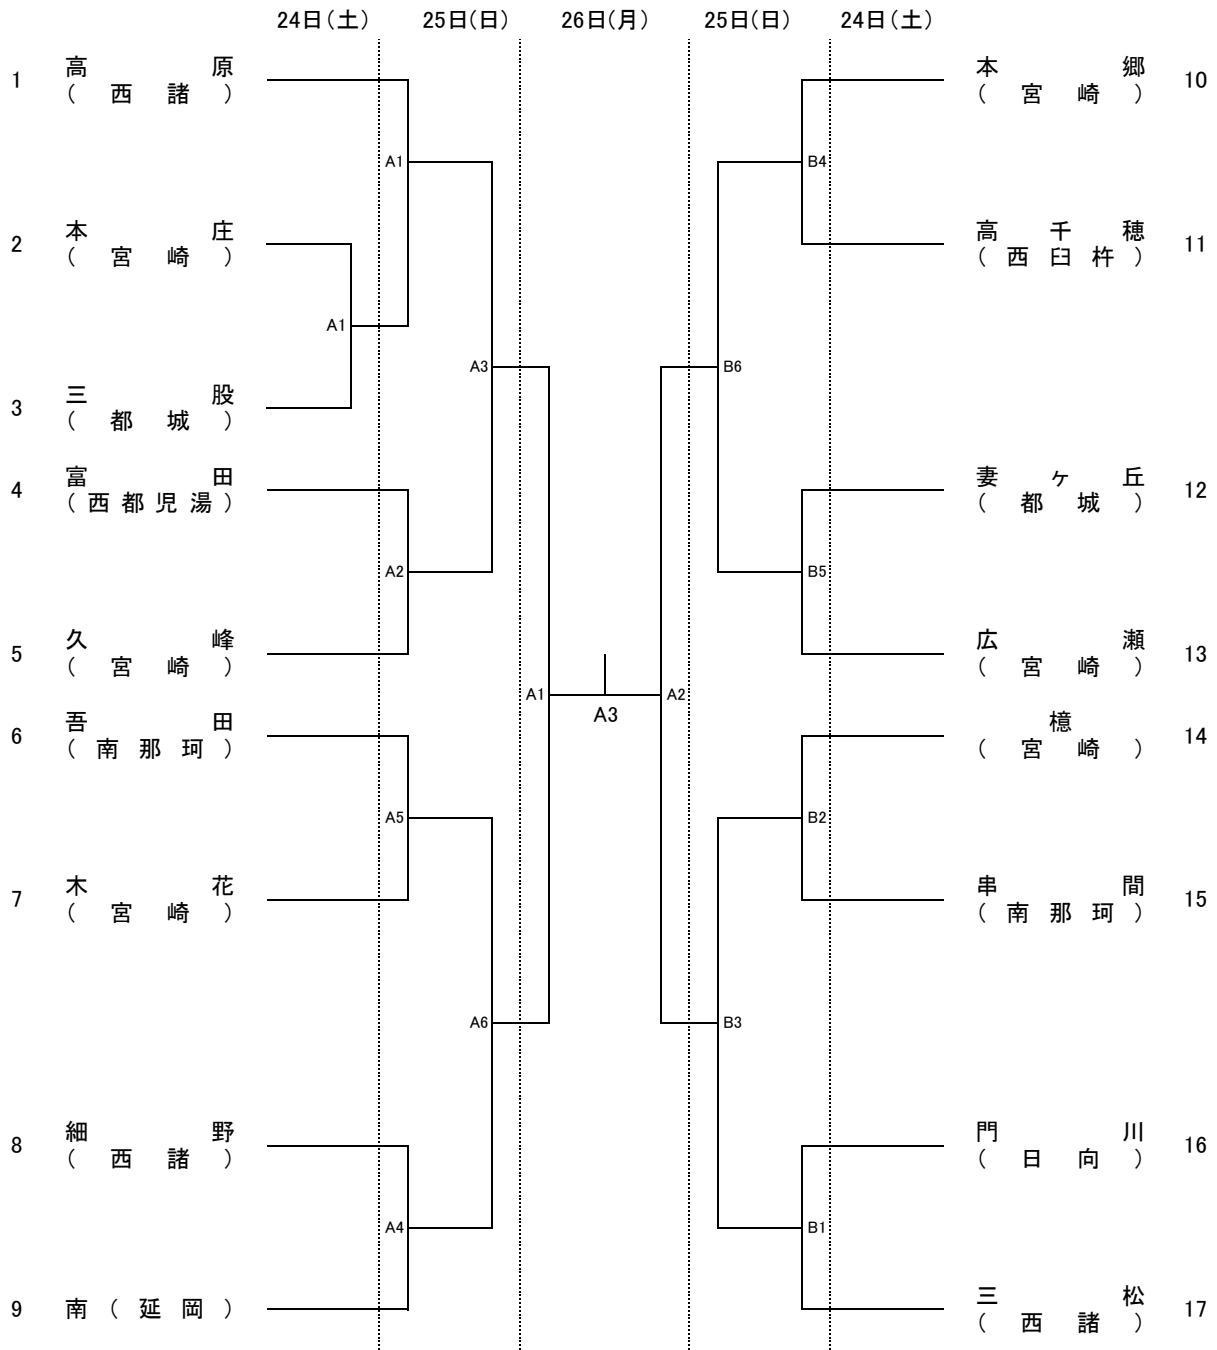 24日(土) 25日(日) 26日(月) 25日(日) 24日(土)
1 高原
(西諸)
2 本庄
(宮崎)
3 三股
(都城)
4 富田
(西都児湯)
5 久峰
(宮崎)
6 吾田
(南那珂)
7 木花
(宮崎)
8 細野
(西諸)
9 南(延岡)
A1
A1
A3
A2
A1
A5
A6
A4
A3
A2
B4
B6
B5
B2
B3
B1
本郷 10
(宮崎)
高千穂 11
(西臼杵)
妻ヶ丘 12
(都城)
広瀬 13
(宮崎)
檍 14
(宮崎)
串間 15
(南那珂)
門川 16
(日向)
三松 17
(西諸)